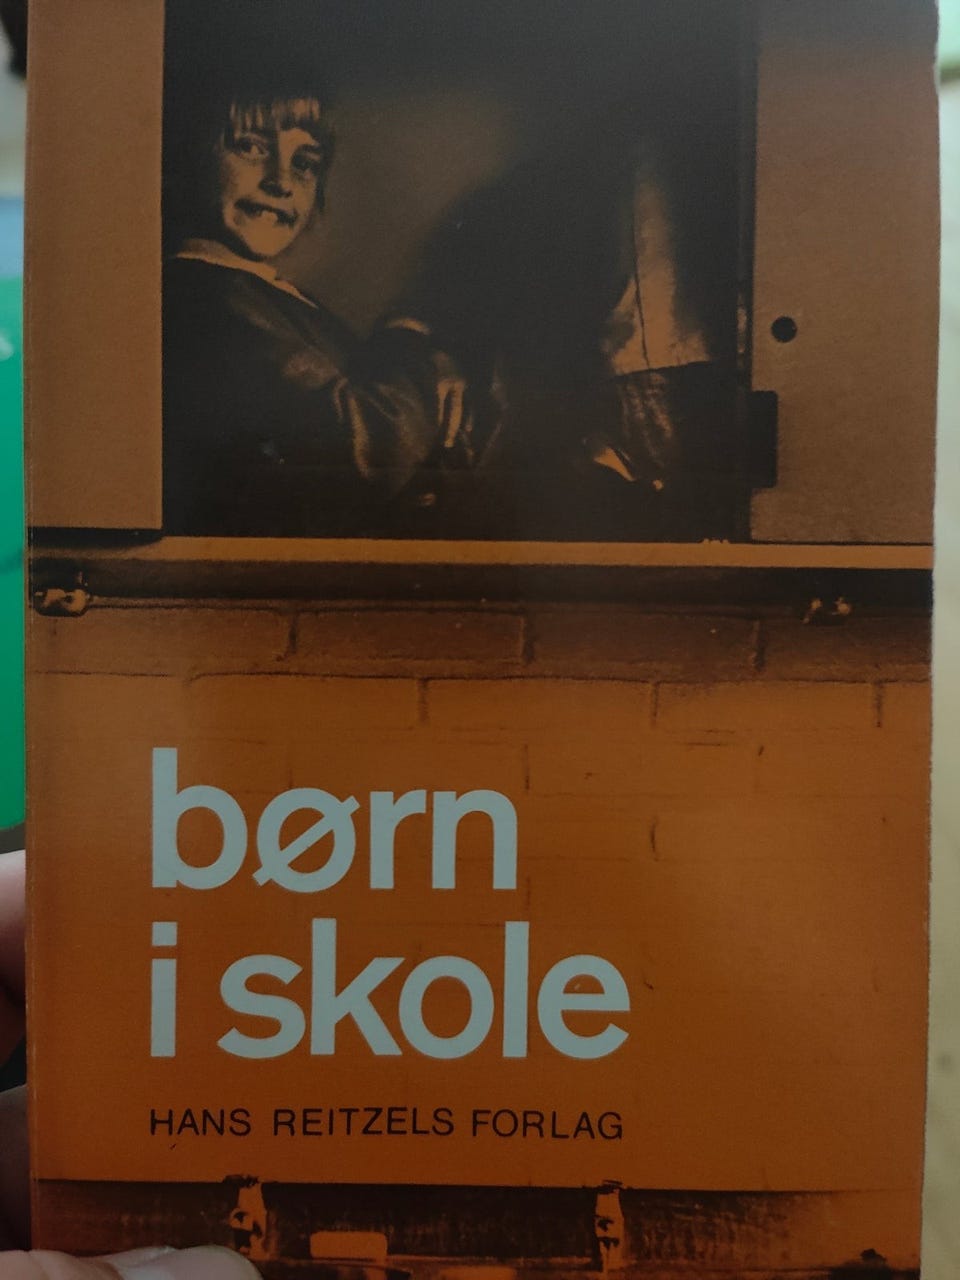 børn
i skole
HANS REITZELS FORLAG